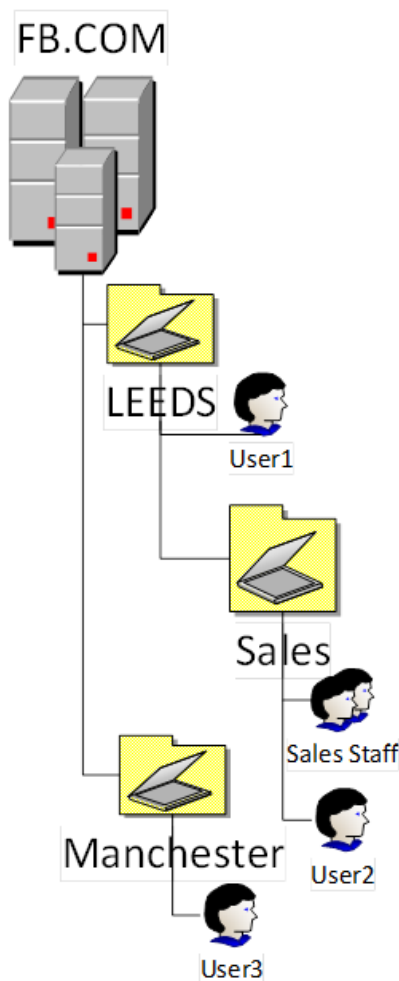 FB.COM
LEEDS
User1
Sales
Sales Staff
User2
Manchester
User3